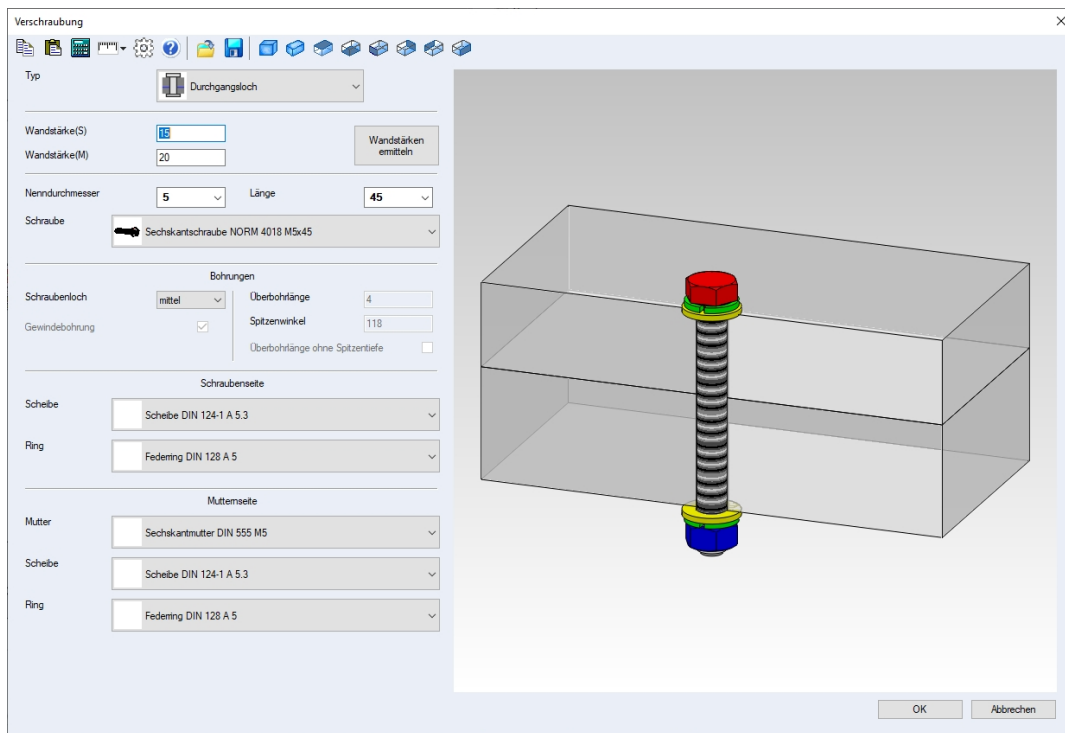 Verschraubung
Typ
Durchgangsloch
Wandstärke(S)
15
Wandstärken ermitteln
Wandstärke(M)
20
Nenndurchmesser
5
Länge
45
Schraube
Sechskantschraube NORM 4018 M5x45
Bohrungen
Schraubenloch
mittel
Überbohrlänge
4
Gewindebohrung
Spitzenwinkel
118
Überbohrlänge ohne Spitzentiefe
Schraubenseite
Scheibe
Scheibe DIN 124-1 A 5.3
Ring
Federring DIN 128 A 5
Mutternseite
Mutter
Sechskantmutter DIN 555 M5
Scheibe
Scheibe DIN 124-1 A 5.3
Ring
Federring DIN 128 A 5
OK
Abbrechen